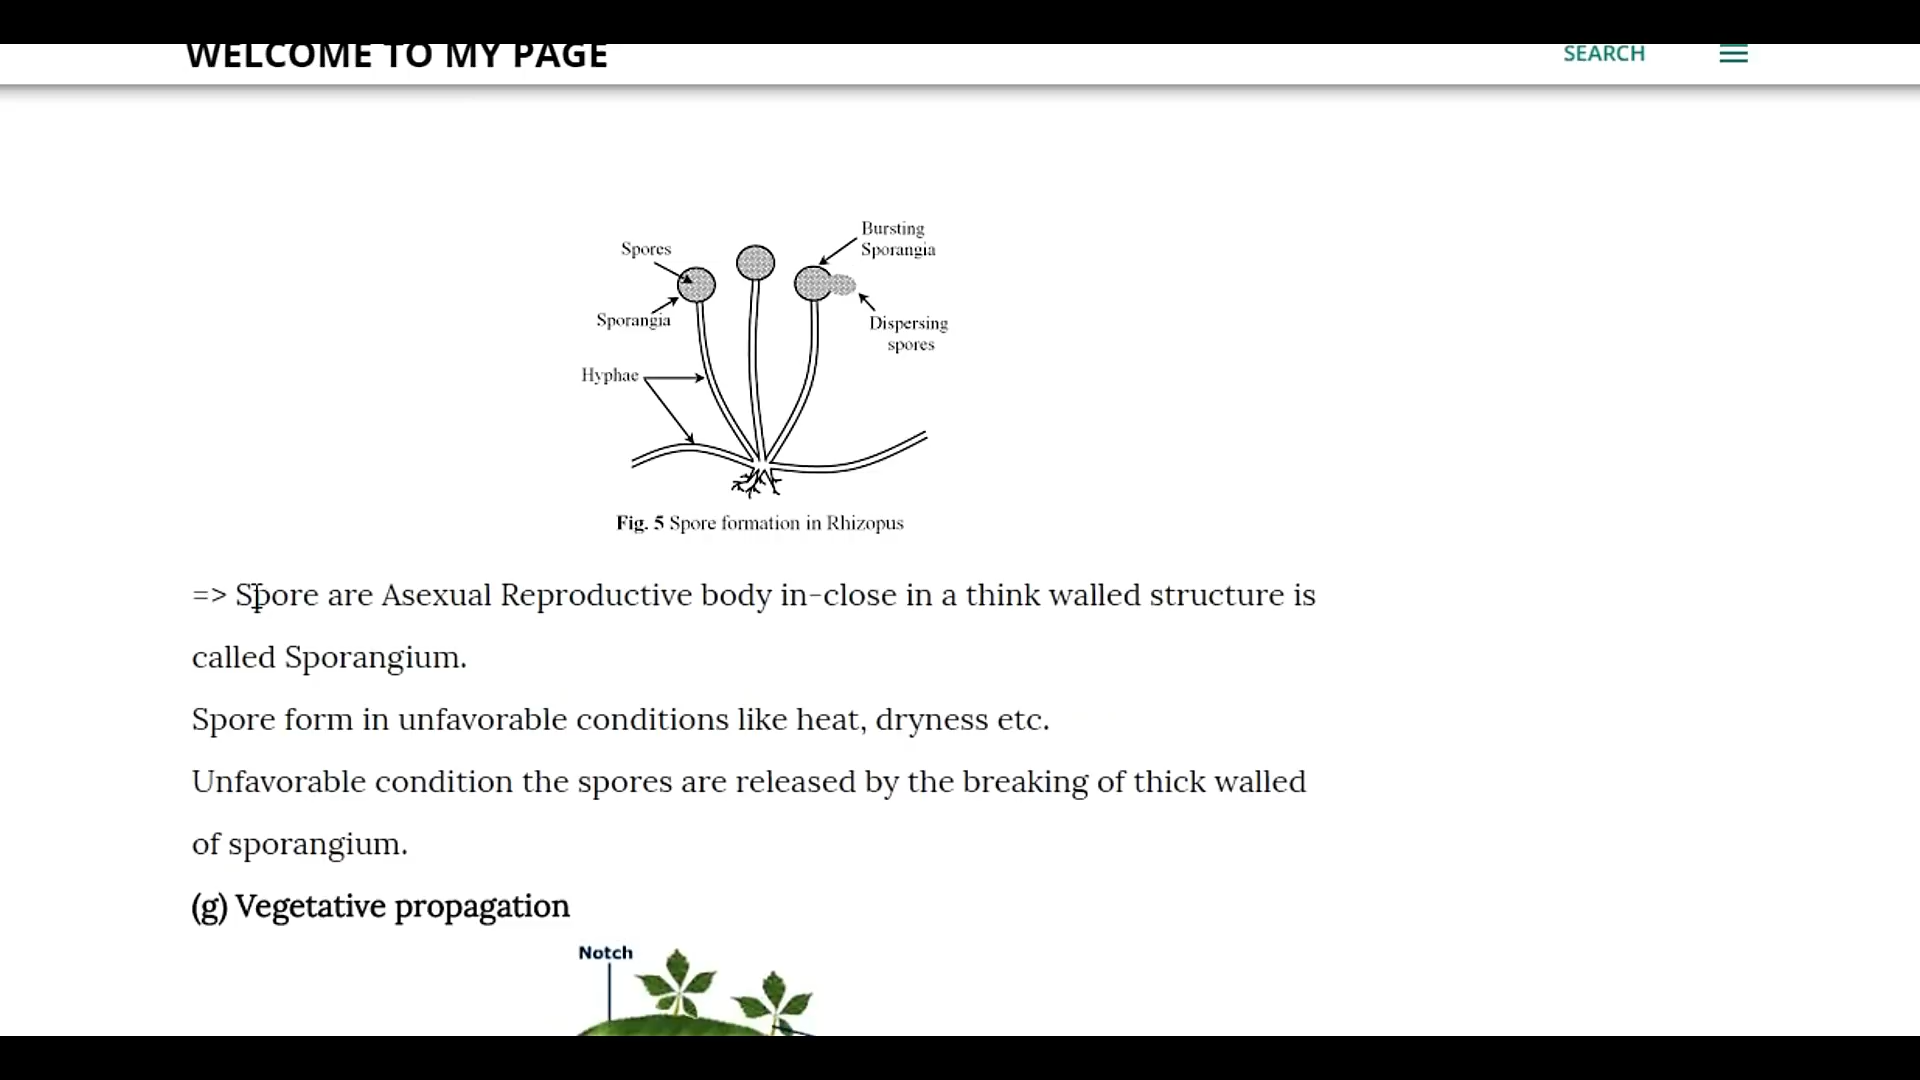 WELCOME TO MY PAGE
SEARCH
Spores
Bursting
Sporangia
Sporangia
Dispersing
spores
Hyphae
Fig. 5 Spore formation in Rhizopus
=> Spore are Asexual Reproductive body in-close in a think walled structure is
called Sporangium.
Spore form in unfavorable conditions like heat, dryness etc.
Unfavorable condition the spores are released by the breaking of thick walled
of sporangium.
(g) Vegetative propagation
Notch